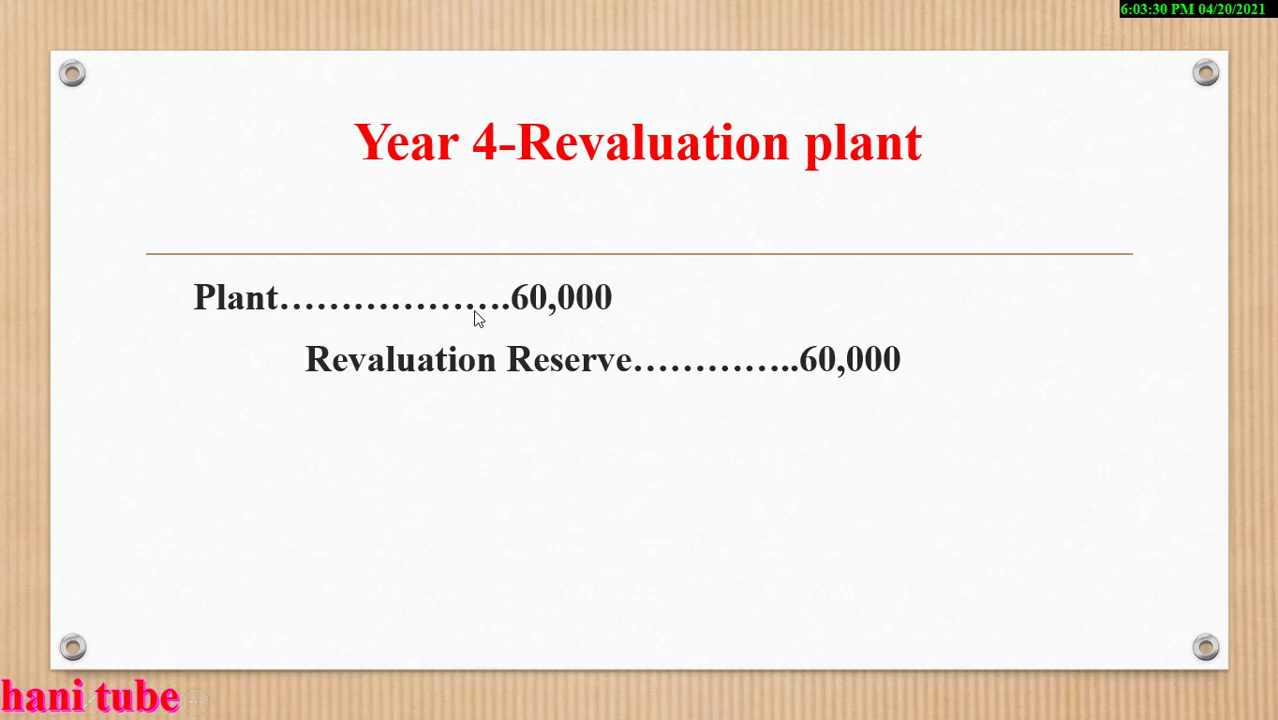 6:03:30 PM 04/20/2021
Year 4-Revaluation plant
Plant……………….60,000
Revaluation Reserve…………..60,000
hani tube